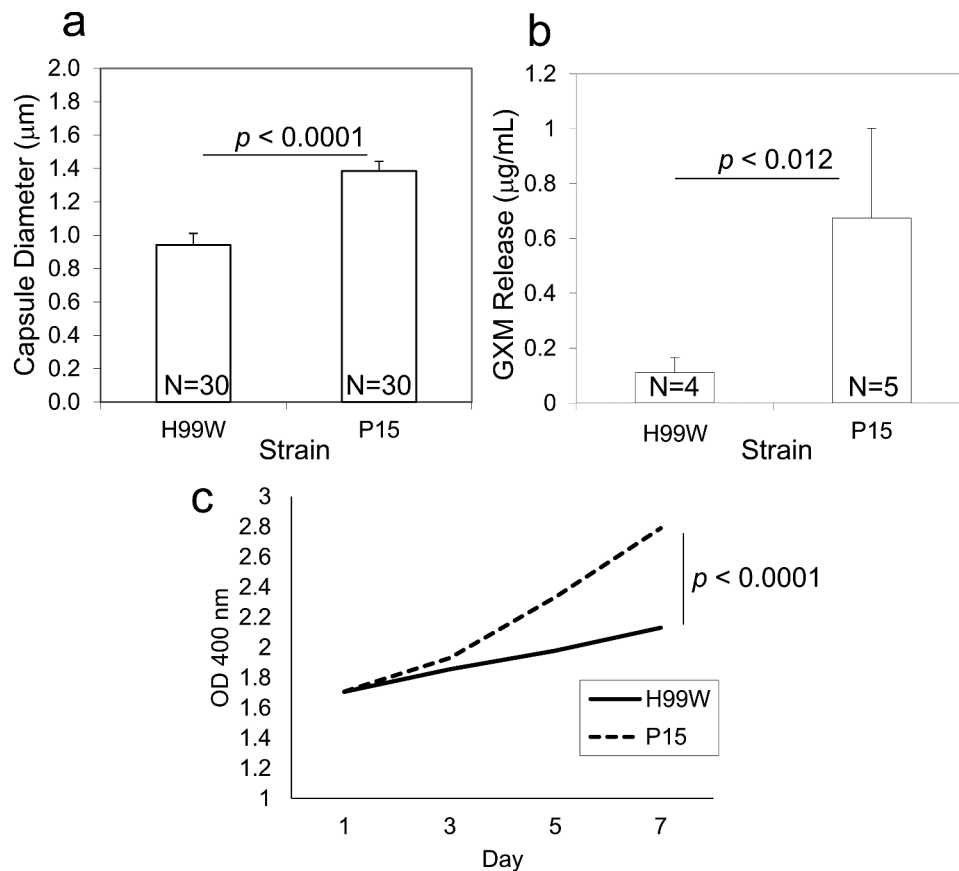 a
Capsule Diameter (μm)
2.0
1.8
1.6
1.4
1.2
1.0
0.8
0.6
0.4
0.2
0.0
p < 0.0001
N=30 N=30
H99W P15
Strain
b
GXM Release (μg/mL)
1.2
1
0.8
0.6
0.4
0.2
0
p < 0.012
N=4 N=5
H99W P15
Strain
c
OD 400 nm
3
2.8
2.6
2.4
2.2
2
1.8
1.6
1.4
1.2
1
p < 0.0001
H99W
P15
1 3 5 7
Day